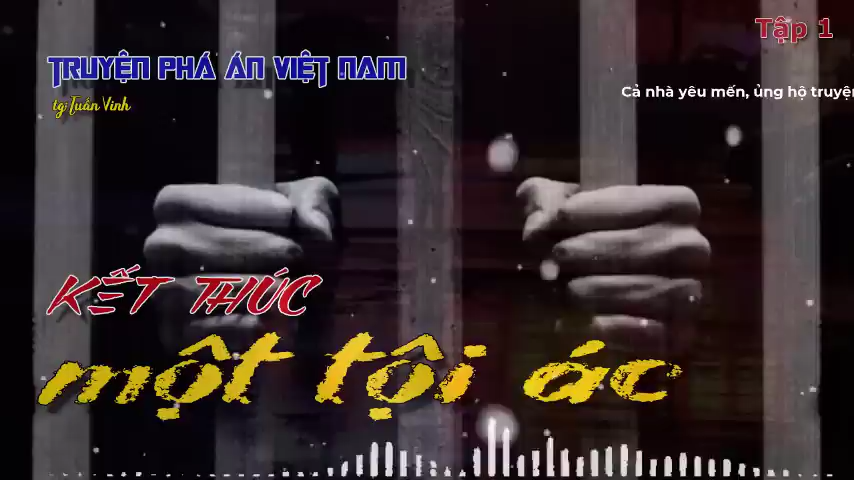 Tập 1
TRUYỆN PHÁ ÁN VIỆT NAM
tg: Tuấn Vinh
Cả nhà yêu mến, ủng hộ truyện
KẾT THÚC
một tội ác